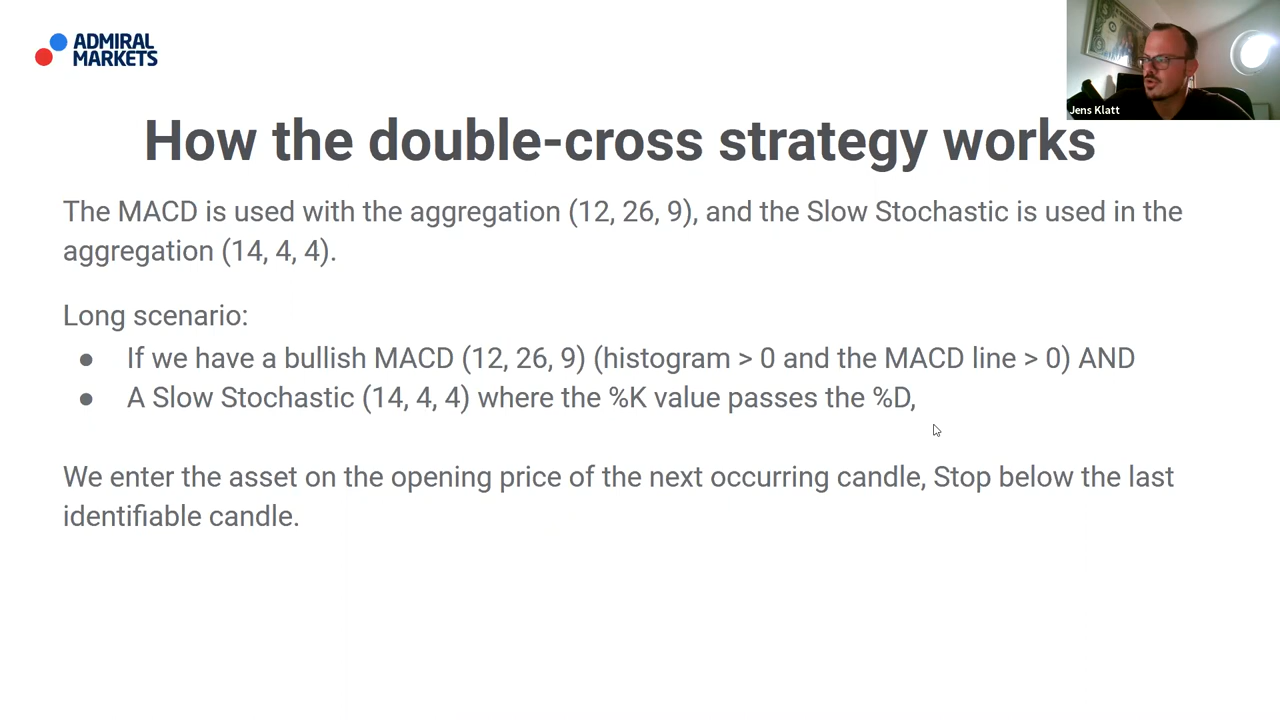 ADMIRAL
MARKETS
Jens Klatt
How the double-cross strategy works
The MACD is used with the aggregation (12, 26, 9), and the Slow Stochastic is used in the
aggregation (14, 4, 4).
Long scenario:
● If we have a bullish MACD (12, 26, 9) (histogram > 0 and the MACD line > 0) AND
● A Slow Stochastic (14, 4, 4) where the %K value passes the %D,
We enter the asset on the opening price of the next occurring candle, Stop below the last
identifiable candle.